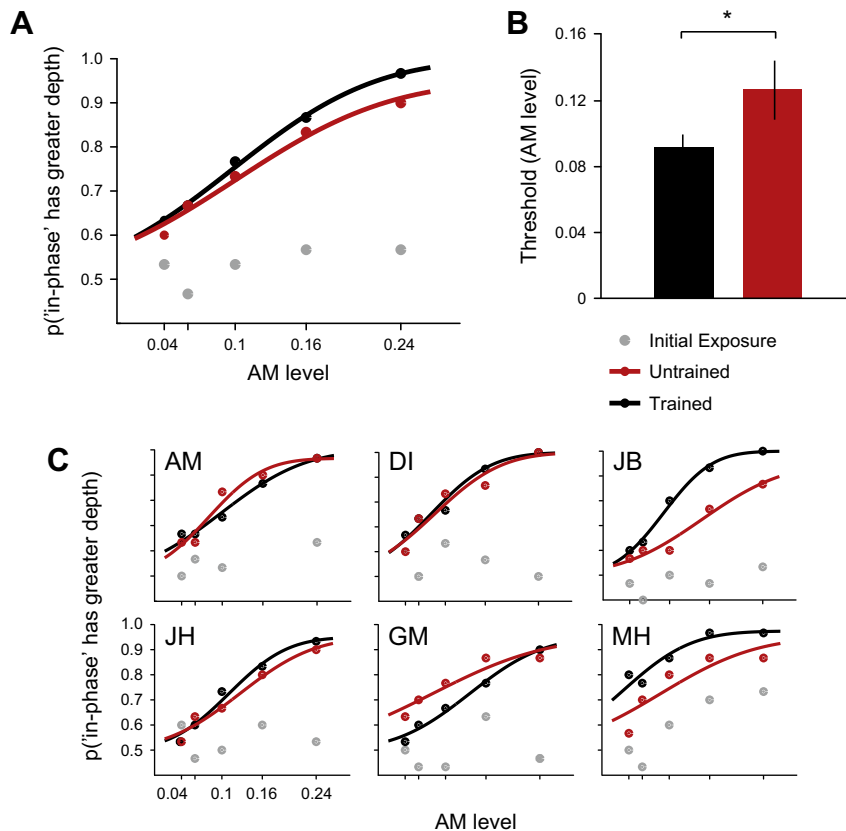 A
p('in-phase' has greater depth)
1.0
0.9
0.8
0.7
0.6
0.5
0.04
0.1
0.16
0.24
AM level
B
*
Threshold (AM level)
0.16
0.12
0.08
0.04
0
Initial Exposure
Untrained
Trained
C
p('in-phase' has greater depth)
AM
DI
JB
JH
GM
MH
1.0
0.9
0.8
0.7
0.6
0.5
0.04
0.1
0.16
0.24
AM level